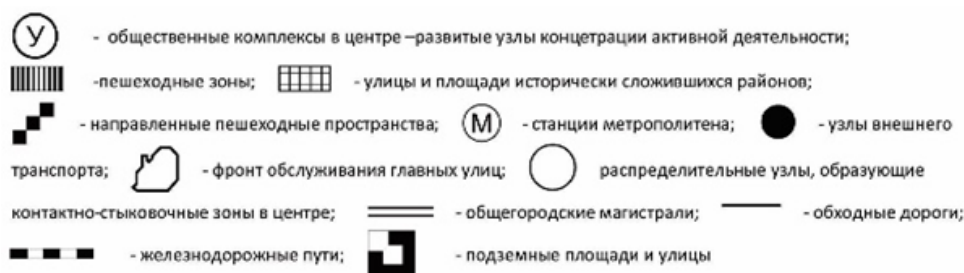 У - общественные комплексы в центре –развитые узлы концетрации активной деятельности;
-пешеходные зоны; - улицы и площади исторически сложившихся районов;
- направленные пешеходные пространства; М - станции метрополитена; - узлы внешнего
транспорта; - фронт обслуживания главных улиц; распределительные узлы, образующие
контактно-стыковочные зоны в центре; - общегородские магистрали; - обходные дороги;
- железнодорожные пути; - подземные площади и улицы